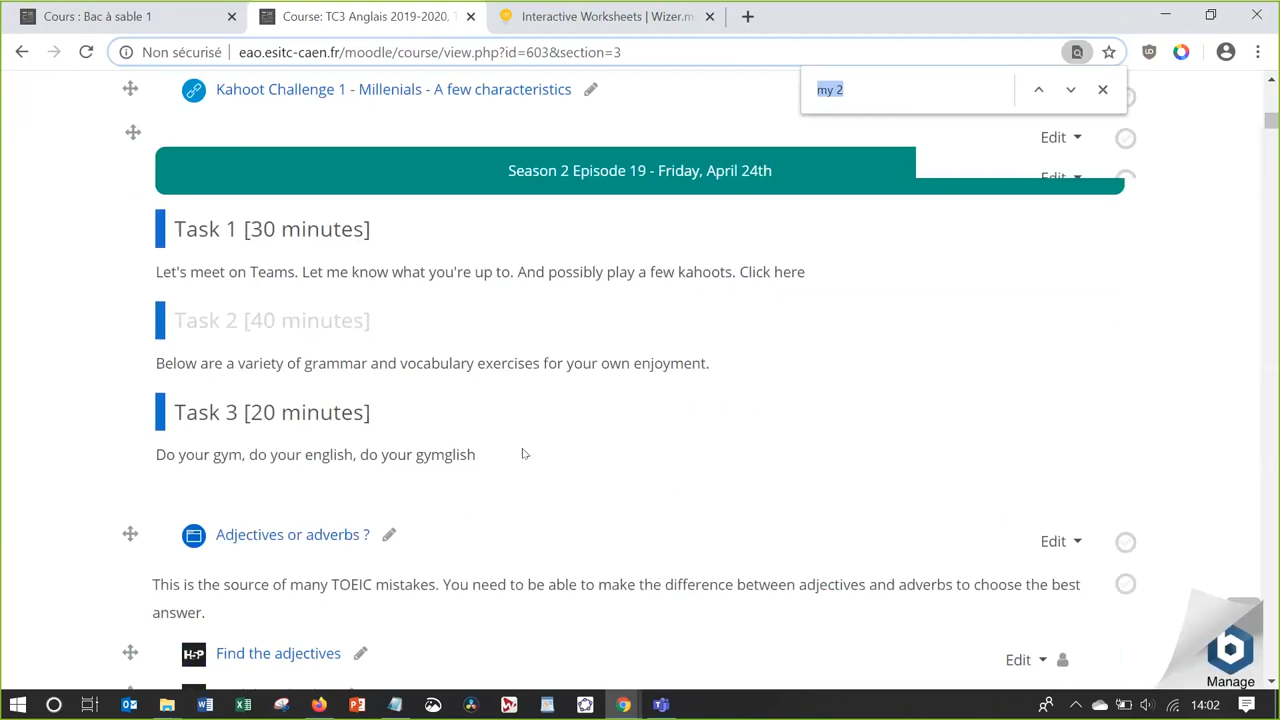 Cours : Bac à sable 1
Course: TC3 Anglais 2019-2020, T
Interactive Worksheets | Wizer.m
Non sécurisé
eao.esitc-caen.fr/moodle/course/view.php?id=603&section=3
my 2
Kahoot Challenge 1 - Millenials - A few characteristics
Edit
Edit
Season 2 Episode 19 - Friday, April 24th
Task 1 [30 minutes]
Let's meet on Teams. Let me know what you're up to. And possibly play a few kahoots. Click here
Task 2 [40 minutes]
Below are a variety of grammar and vocabulary exercises for your own enjoyment.
Task 3 [20 minutes]
Do your gym, do your english, do your gymglish
Adjectives or adverbs ?
Edit
This is the source of many TOEIC mistakes. You need to be able to make the difference between adjectives and adverbs to choose the best
answer.
H5P
Find the adjectives
Edit
Manage
14:02